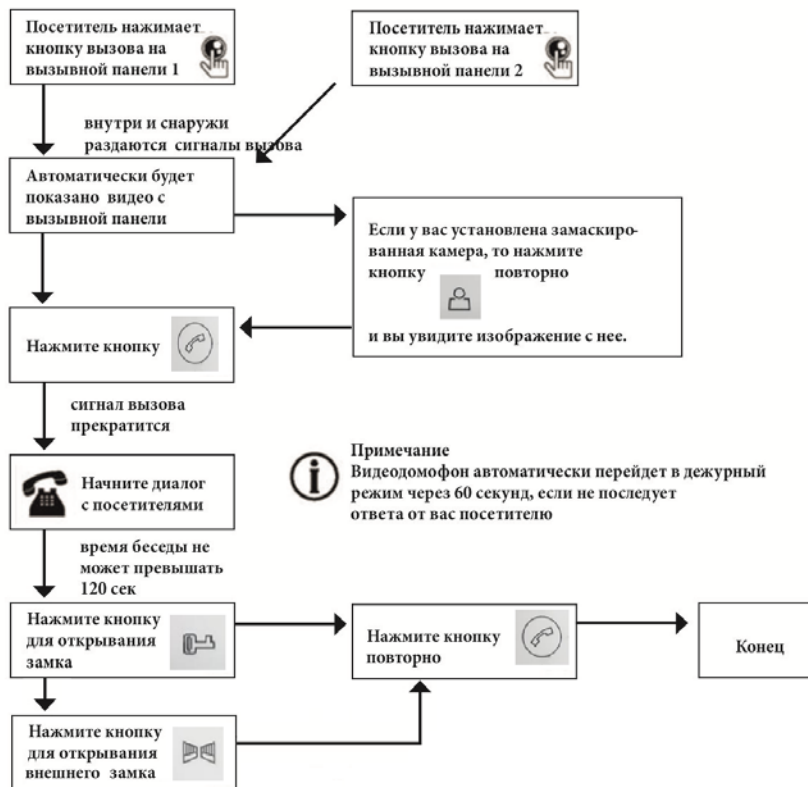 Посетитель нажимает
кнопку вызова на
вызывной панели 1
Посетитель нажимает
кнопку вызова на
вызывной панели 2
внутри и снаружи
раздаются сигналы вызова
Автоматически будет
показано видео с
вызывной панели
Если у вас установлена замаскиро-
ванная камера, то нажмите
кнопку повторно
и вы увидите изображение с нее.
Нажмите кнопку
сигнал вызова
прекратится
Начните диалог
с посетителями
Примечание
Видеодомофон автоматически перейдет в дежурный
режим через 60 секунд, если не последует
ответа от вас посетителю
время беседы не
может превышать
120 сек
Нажмите кнопку
для открывания
замка
Нажмите кнопку
повторно
Конец
Нажмите кнопку
для открывания
внешнего замка